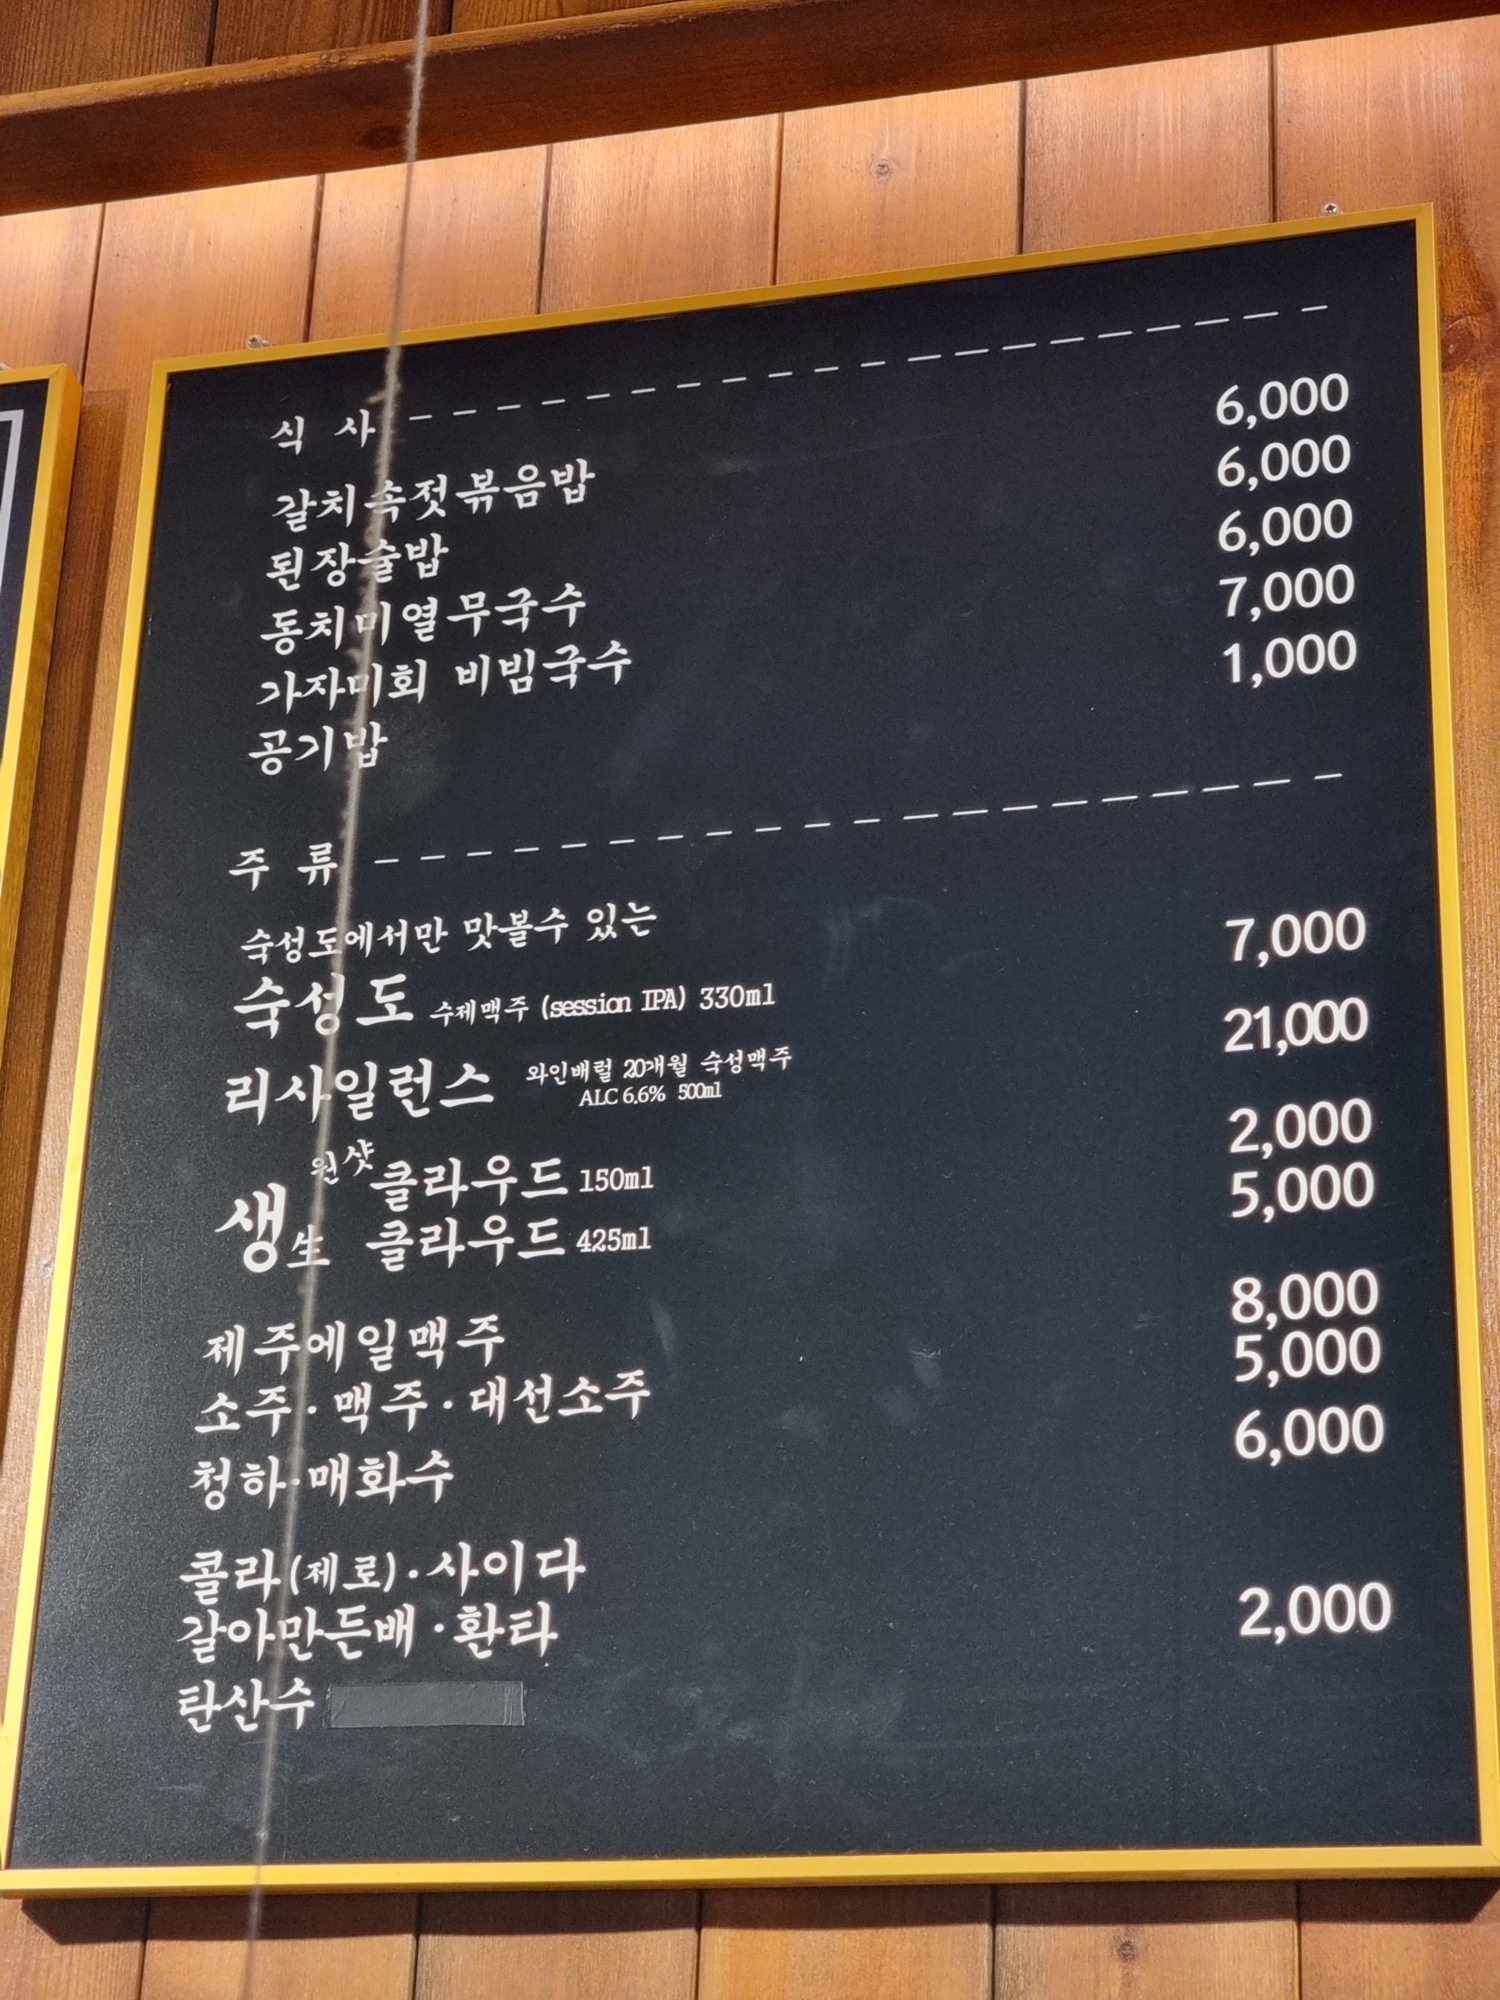 식 사
갈치속젓볶음밥 6,000
된장술밥 6,000
동치미열무국수 6,000
가자미회 비빔국수 7,000
공기밥 1,000
주 류
숙성도에서만 맛볼수 있는
숙성도 수제맥주 (session IPA) 330ml 7,000
리사일런스 와인배럴 20개월 숙성맥주 21,000
ALC 6.6% 500ml
원샷 클라우드 150ml 2,000
생生 클라우드 425ml 5,000
제주에일맥주 8,000
소주·맥주·대선소주 5,000
청하·매화수 6,000
콜라(제로)·사이다
갈아만든배·환타 2,000
탄산수